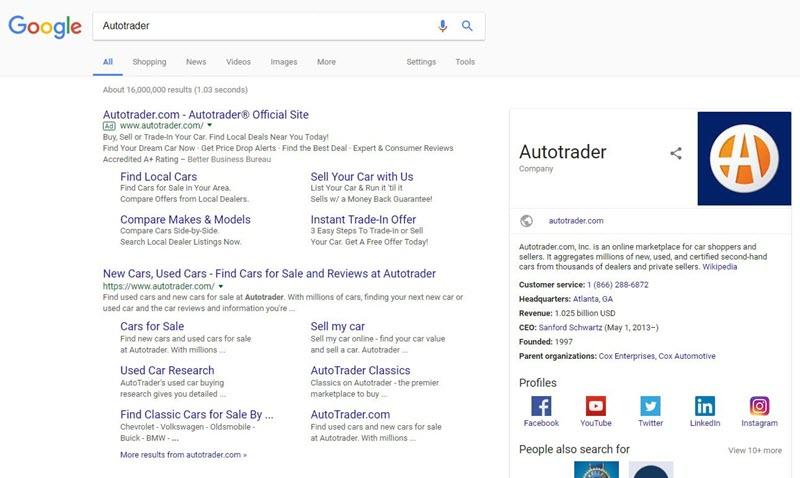 Google
Autotrader
All Shopping News Videos Images More Settings Tools
About 16,000,000 results (1.03 seconds)
Autotrader.com - Autotrader® Official Site
Ad www.autotrader.com/
Buy, Sell or Trade-In Your Car. Find Local Deals Near You Today!
Find Your Dream Car Now · Get Price Drop Alerts · Find the Best Deal · Expert & Consumer Reviews
Accredited A+ Rating – Better Business Bureau
Find Local Cars
Find Cars for Sale in Your Area.
Compare Offers from Local Dealers.
Sell Your Car with Us
List Your Car & Run it 'til it
Sells w/ a Money Back Guarantee!
Compare Makes & Models
Compare Cars Side-by-Side.
Search Local Dealer Listings Now.
Instant Trade-In Offer
3 Easy Steps To Trade-in or Sell
Your Car. Get A Free Offer Today!
New Cars, Used Cars - Find Cars for Sale and Reviews at Autotrader
https://www.autotrader.com/
Find used cars and new cars for sale at Autotrader. With millions of cars, finding your next new car or
used car and the car reviews and information you're ...
Cars for Sale
Find new cars and used cars for sale
at Autotrader. With millions ...
Sell my car
Sell my car online - find your car value
and sell a car. Autotrader ...
Used Car Research
AutoTrader's used car buying
research gives you detailed ...
AutoTrader Classics
Classics on Autotrader - the premier
marketplace to buy ...
Find Classic Cars for Sale By ...
Chevrolet - Volkswagen - Oldsmobile -
Buick - BMW - ...
AutoTrader.com
Find used cars and new cars for sale
at Autotrader. With millions ...
More results from autotrader.com »
Autotrader
Company
A
autotrader.com
Autotrader.com, Inc. is an online marketplace for car shoppers and
sellers. It aggregates millions of new, used, and certified second-hand
cars from thousands of dealers and private sellers. Wikipedia
Customer service: 1 (866) 288-6872
Headquarters: Atlanta, GA
Revenue: 1.025 billion USD
CEO: Sanford Schwartz (May 1, 2013–)
Founded: 1997
Parent organizations: Cox Enterprises, Cox Automotive
Profiles
Facebook YouTube Twitter LinkedIn Instagram
People also search for View 10+ more